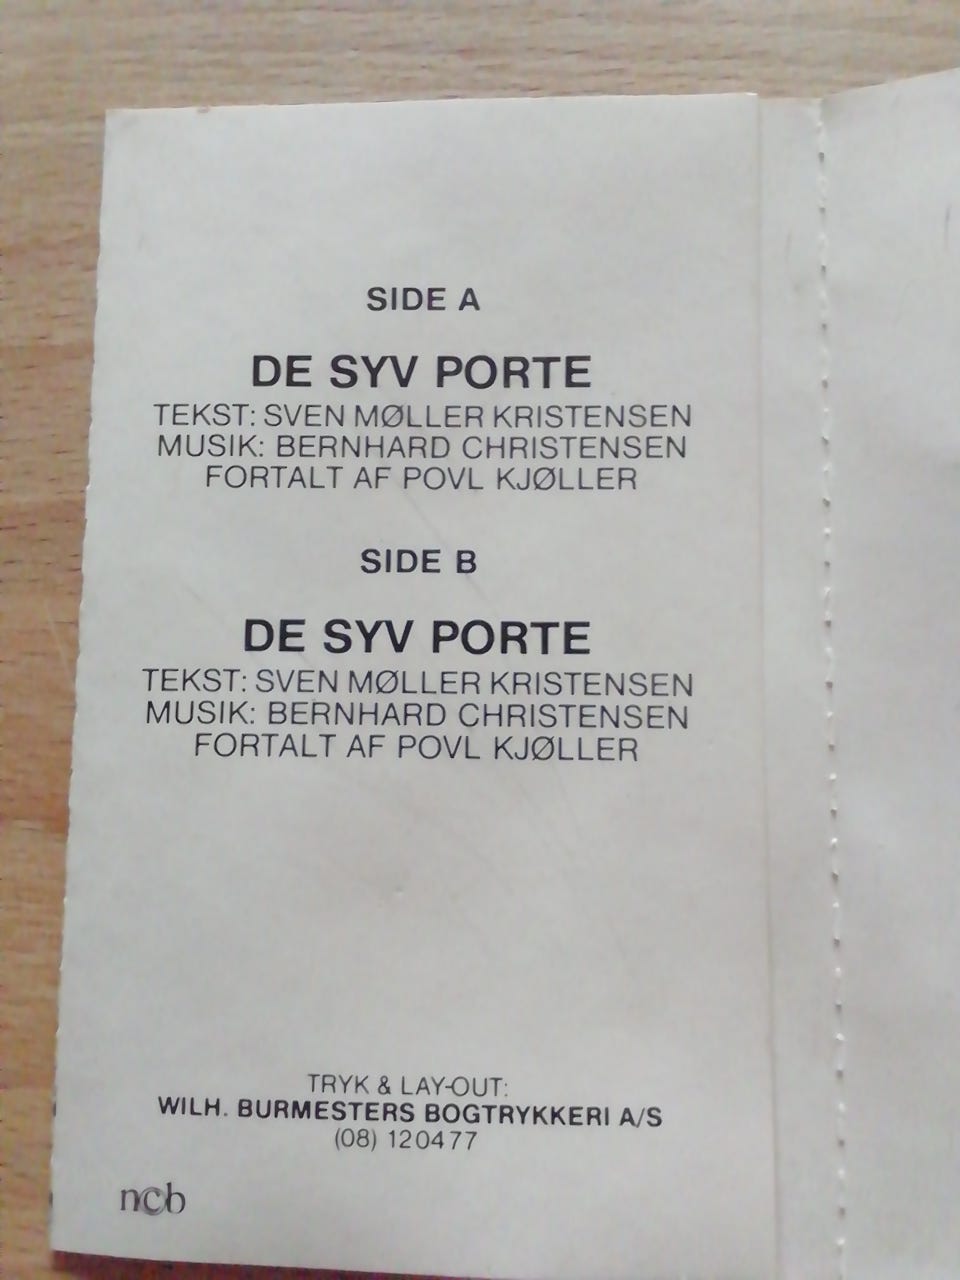 SIDE A
DE SYV PORTE
TEKST: SVEN MØLLER KRISTENSEN
MUSIK: BERNHARD CHRISTENSEN
FORTALT AF POVL KJØLLER
SIDE B
DE SYV PORTE
TEKST: SVEN MØLLER KRISTENSEN
MUSIK: BERNHARD CHRISTENSEN
FORTALT AF POVL KJØLLER
TRYK & LAY-OUT:
WILH. BURMESTERS BOGTRYKKERI A/S
(08) 120477
ncb